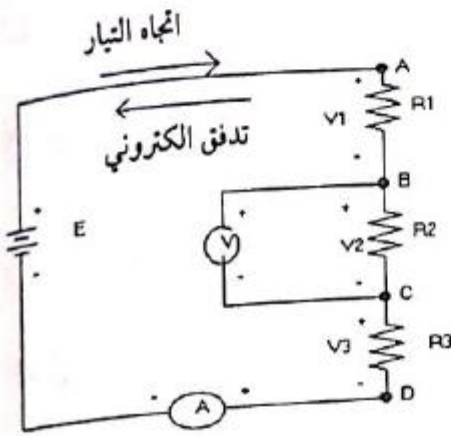 اتجاه التيار
تدفق الكتروني
+ A
V1 R1
-
B
+ + +
E V V2 R2
- - -
C
+
V3 R3
- A + - D